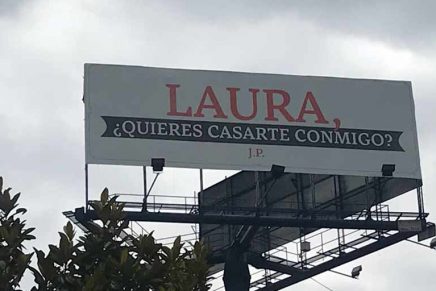 LAURA,
¿QUIERES CASARTE CONMIGO?
J.P.